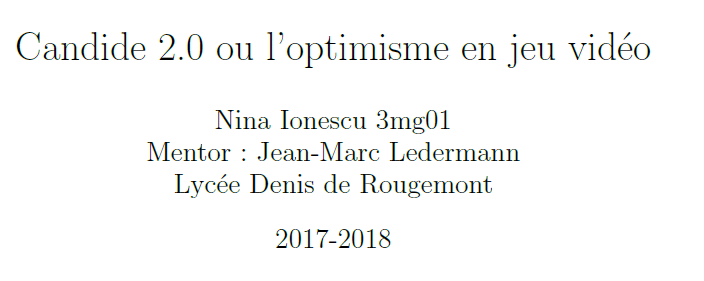 Candide 2.0 ou l'optimisme en jeu vidéo
Nina Ionescu 3mg01
Mentor : Jean-Marc Ledermann
Lycée Denis de Rougemont
2017-2018